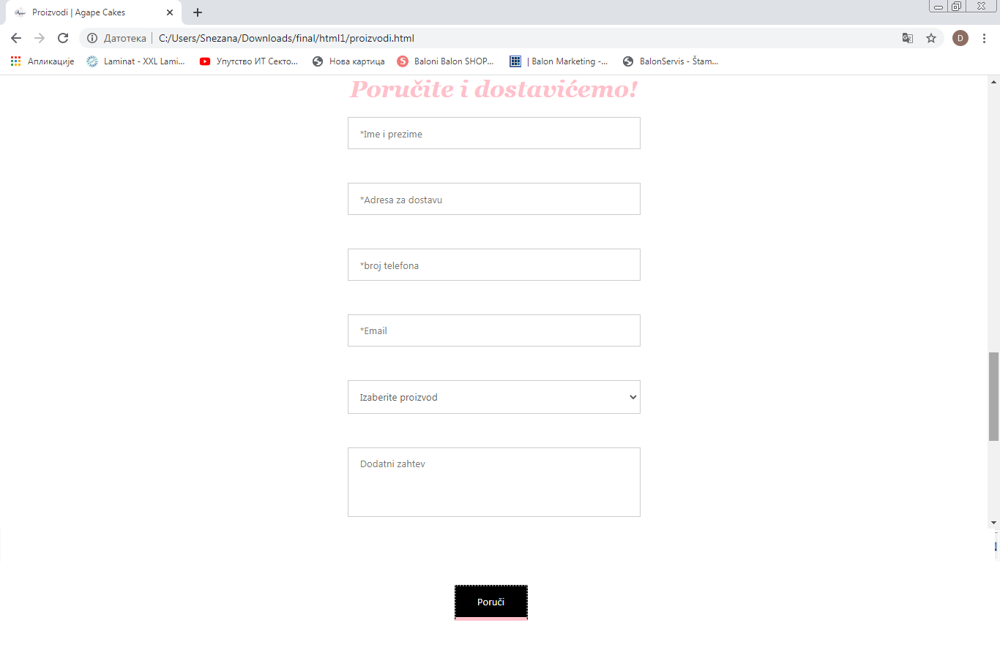 Proizvodi | Agape Cakes
Датотека | C:/Users/Snezana/Downloads/final/html1/proizvodi.html
D
Апликације Laminat - XXL Lami... Упутство ИТ Секто... Нова картица S Baloni Balon SHOP... | Balon Marketing -... BalonServis - Štam...
Poručite i dostavićemo!
*Ime i prezime
*Adresa za dostavu
*broj telefona
*Email
Izaberite proizvod
Dodatni zahtev
Poruči